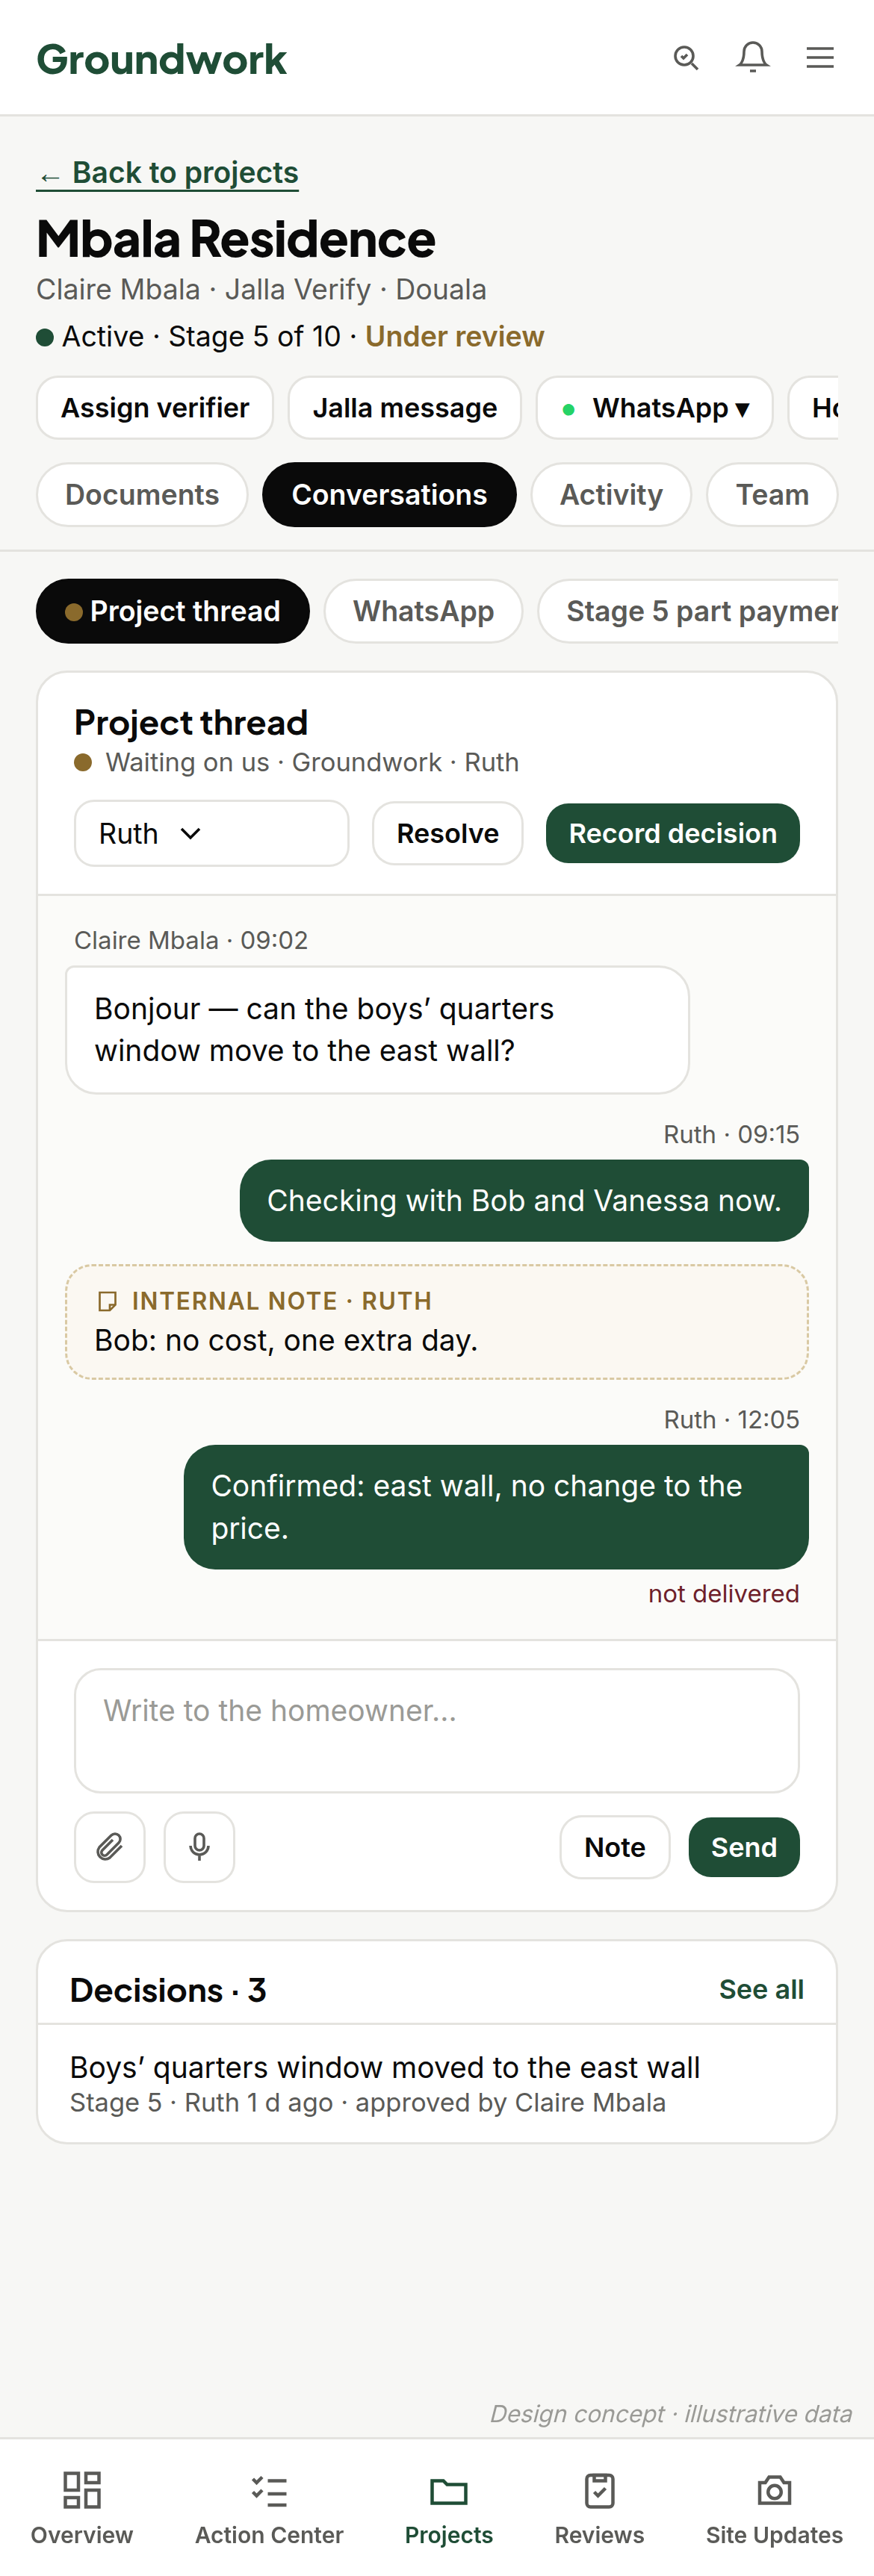 Groundwork
← Back to projects
Mbala Residence
Claire Mbala · Jalla Verify · Douala
Active · Stage 5 of 10 · Under review
Assign verifier
Jalla message
WhatsApp ▾
Documents
Conversations
Activity
Team
Project thread
WhatsApp
Stage 5 part
Project thread
Waiting on us · Groundwork · Ruth
Ruth
Resolve
Record decision
Claire Mbala · 09:02
Bonjour — can the boys’ quarters
window move to the east wall?
Ruth · 09:15
Checking with Bob and Vanessa now.
INTERNAL NOTE · RUTH
Bob: no cost, one extra day.
Ruth · 12:05
Confirmed: east wall, no change to the
price.
not delivered
Write to the homeowner…
Note
Send
Decisions · 3
See all
Boys’ quarters window moved to the east wall
Stage 5 · Ruth 1 d ago · approved by Claire Mbala
Design concept · illustrative data
Overview
Action Center
Projects
Reviews
Site Updates